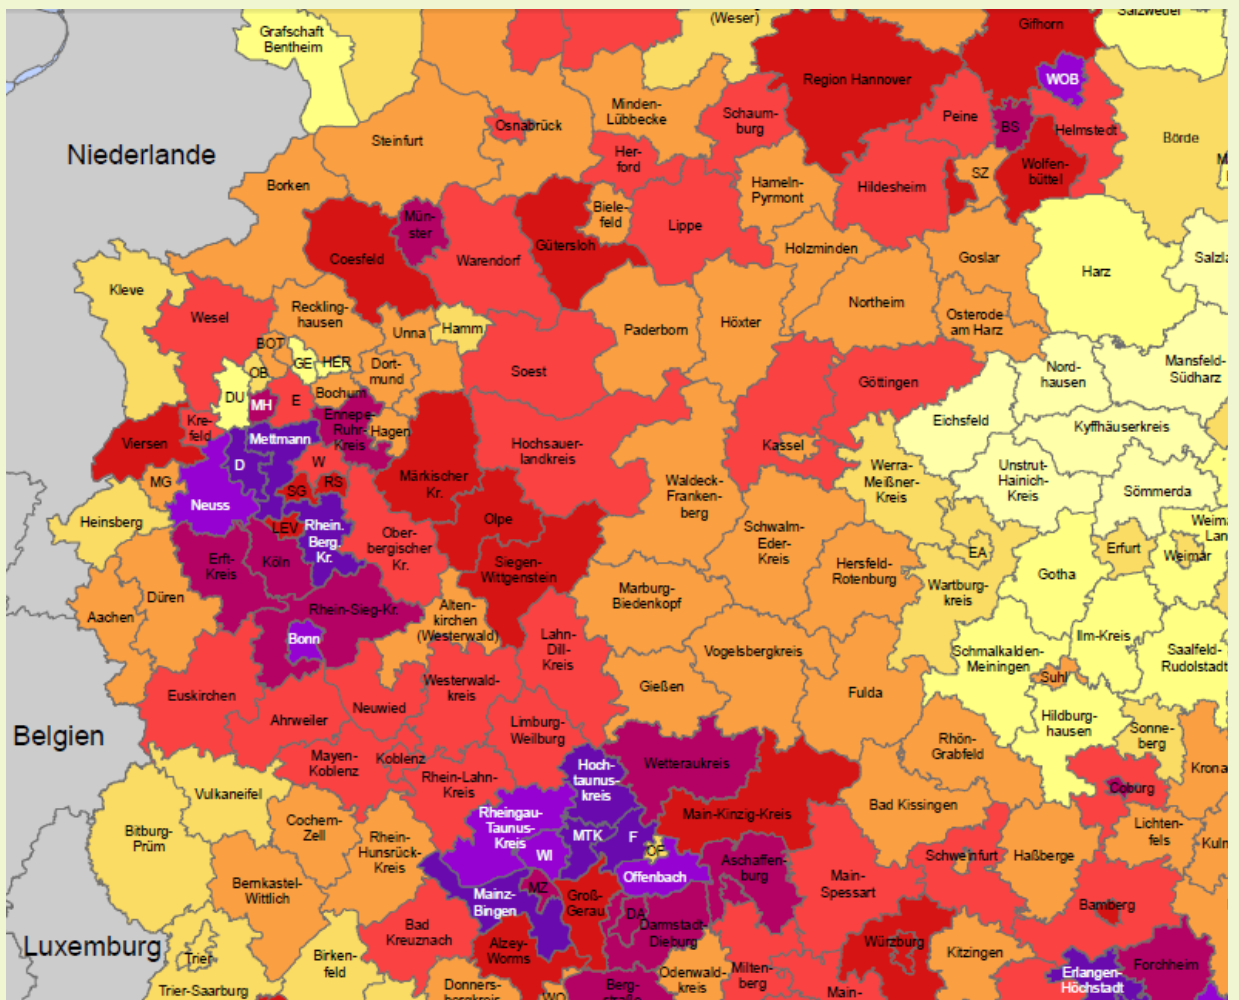 Salzwedel
(Weser)
Gifhorn
Grafschaft
Bentheim
Region Hannover
WOB
Minden-
Lübbecke
Schaum-
burg
Peine
BS
Helmstedt
Börde
Osnabrück
Steinfurt
Niederlande
Her-
ford
Wolfen-
büttel
SZ
Hameln-
Pyrmont
Hildesheim
Borken
Mün-
ster
Biele-
feld
Lippe
Gütersloh
Holzminden
Goslar
Coesfeld
Warendorf
Harz
Kleve
Wesel
Reckling-
hausen
Unna
Hamm
Paderborn
Höxter
Northeim
Osterode
am Harz
BOT
OB
GE
HER
Dort-
mund
Soest
Göttingen
Nord-
hausen
Mansfeld-
Südharz
DU
MH
E
Bochum
Eichsfeld
Kyffhäuserkreis
Viersen
Kre-
feld
Mettmann
Ennepe-
Ruhr-
Kreis
Hagen
Hochsauer-
landkreis
Kassel
D
W
MG
Neuss
SG
RS
Märkischer
Kr.
Waldeck-
Franken-
berg
Werra-
Meißner-
Kreis
Unstrut-
Hainich-
Kreis
Sömmerda
Heinsberg
LEV
Rhein.
Berg.
Kr.
Ober-
bergischer
Kr.
Olpe
Schwalm-
Eder-
Kreis
EA
Erfurt
Weimar
Erft-
Kreis
Köln
Siegen-
Wittgenstein
Hersfeld-
Rotenburg
Gotha
Düren
Aachen
Rhein-Sieg-Kr.
Alten-
kirchen
(Westerwald)
Marburg-
Biedenkopf
Wartburg-
kreis
Bonn
Lahn-
Dill-
Kreis
Vogelsbergkreis
Schmalkalden-
Meiningen
Ilm-Kreis
Saalfeld-
Rudolstadt
Suhl
Euskirchen
Westerwald-
kreis
Gießen
Fulda
Belgien
Ahrweiler
Neuwied
Limburg-
Weilburg
Hildburg-
hausen
Sonne-
berg
Rhön-
Grabfeld
Mayen-
Koblenz
Koblenz
Rhein-Lahn-
Kreis
Hoch-
taunus-
kreis
Wetteraukreis
Coburg
Vulkaneifel
Bitburg-
Prüm
Cochem-
Zell
Rhein-
Hunsrück-
Kreis
Rheingau-
Taunus-
Kreis
MTK
F
OF
WI
Main-Kinzig-Kreis
Bad Kissingen
Lichten-
fels
Schweinfurt
Haßberge
Bernkastel-
Wittlich
Mainz-
Bingen
MZ
Groß-
Gerau
Offenbach
Aschaffen-
burg
Main-
Spessart
Bamberg
DA
Darmstadt-
Dieburg
Luxemburg
Trier
Trier-Saarburg
Birken-
feld
Bad
Kreuznach
Alzey-
Worms
Würzburg
Kitzingen
Forchheim
Erlangen-
Höchstadt
Odenwald-
kreis
Milten-
berg
Donners-
bergkreis
WO
Berg-
straße
Main-